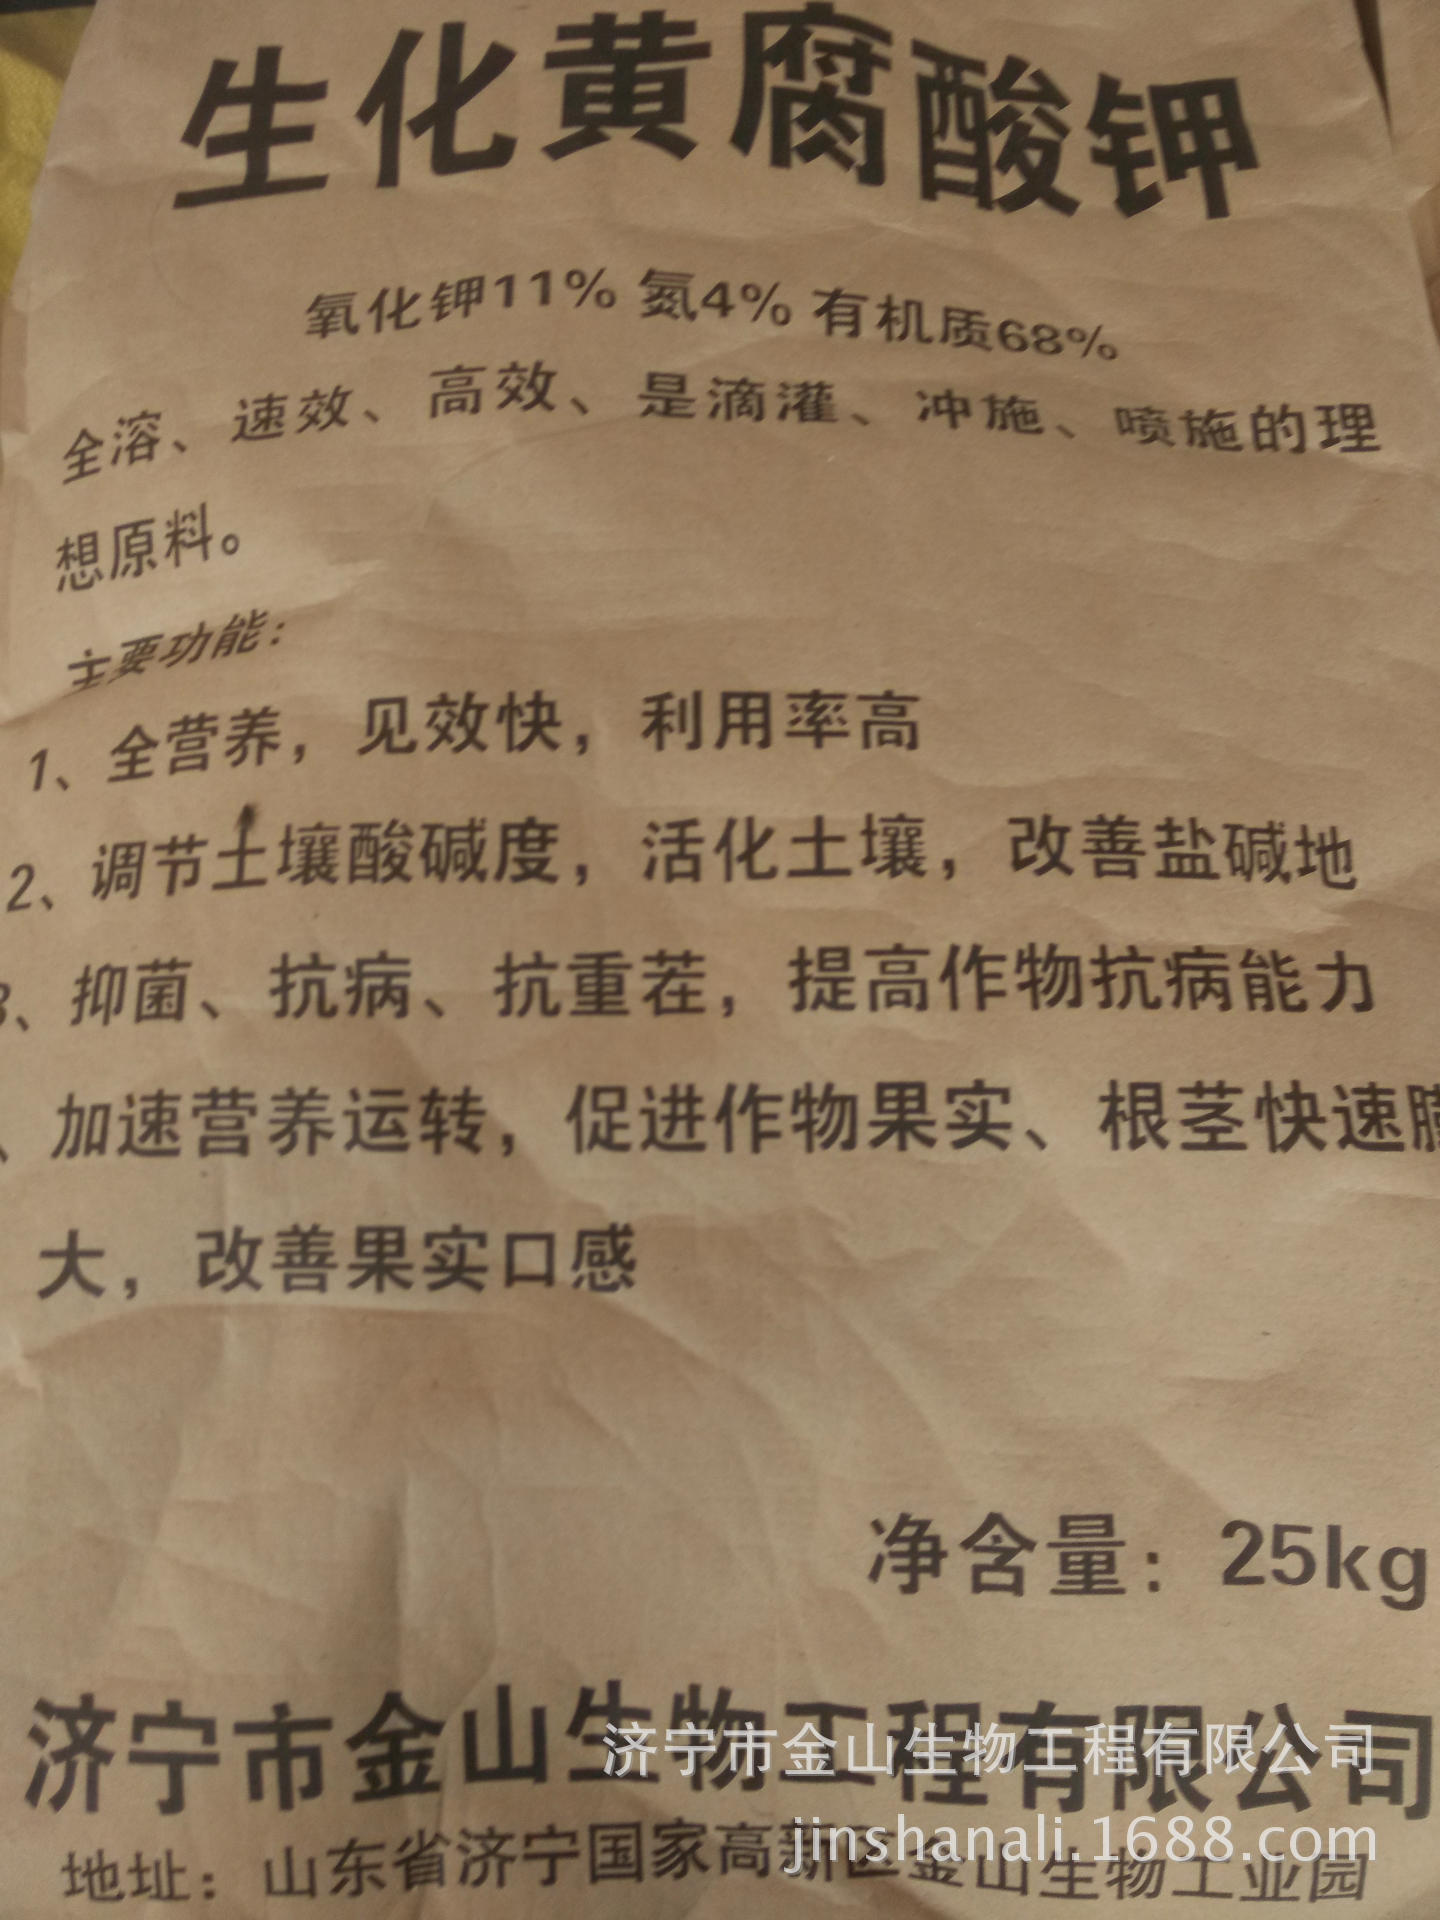 生化黄腐酸钾
氧化钾11% 氮4% 有机质68%
全溶、速效、高效、是滴灌、冲施、喷施的理
想原料。
主要功能：
1、全营养，见效快，利用率高
2、调节土壤酸碱度，活化土壤，改善盐碱地
3、抑菌、抗病、抗重茬，提高作物抗病能力
、加速营养运转，促进作物果实、根茎快速膨
大，改善果实口感
净含量：25kg
济宁市金山生物工程有限公司
济宁市金山生物工程有限公司
jinshanali.1688.com
地址：山东省济宁国家高新区金山生物工业园